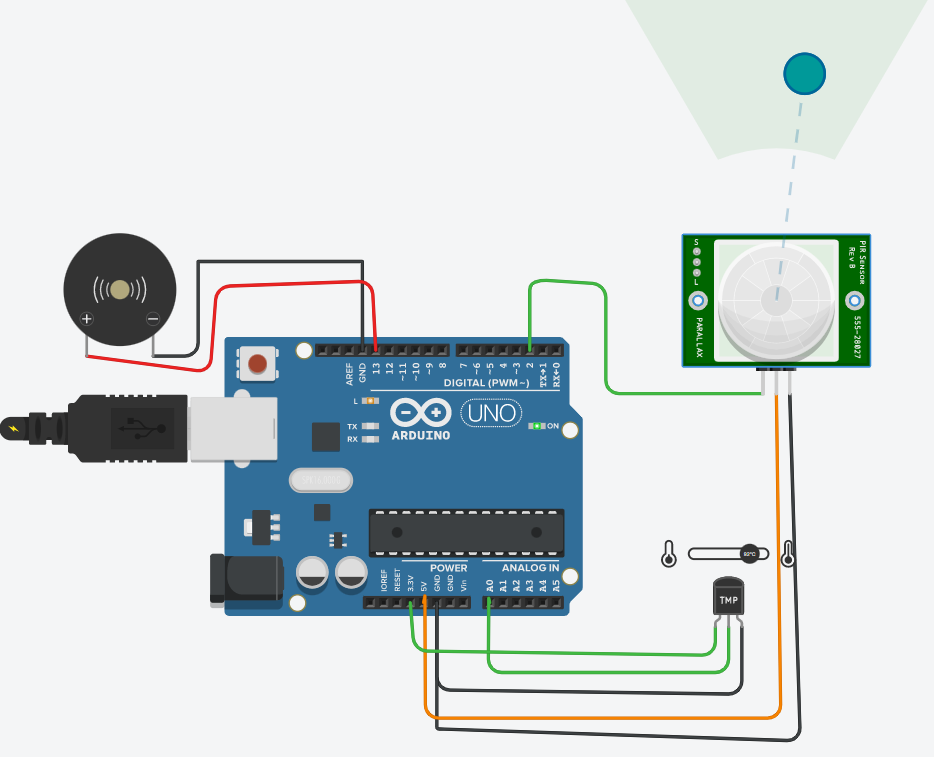 S
L
PIR SENSOR
REV B
PARALLAX
555-28027
+
−
AREF
GND
13
12
~11
~10
~9
8
7
~6
~5
4
~3
2
TX→1
RX←0
DIGITAL (PWM~)
L
TX
RX
UNO
ON
ARDUINO
POWER
ANALOG IN
IOREF
RESET
3.3V
5V
GND
GND
Vin
A0
A1
A2
A3
A4
A5
TMP